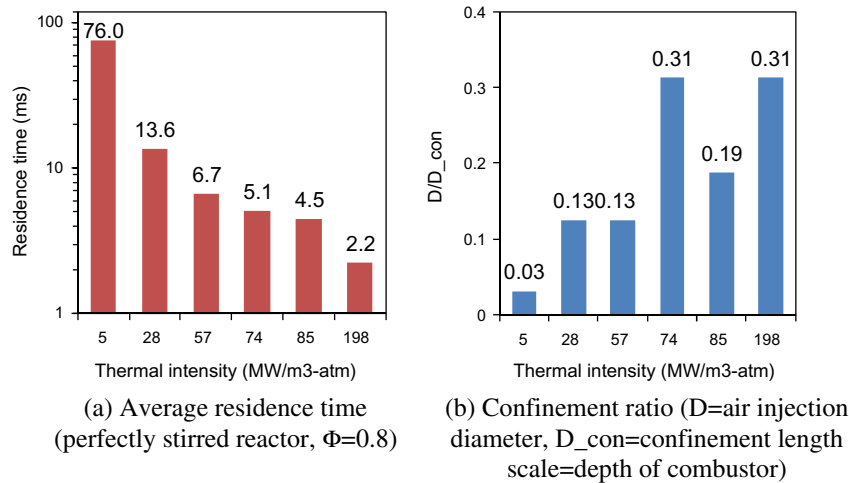 100
10
1
Residence time (ms)
76.0
13.6
6.7
5.1
4.5
2.2
5 28 57 74 85 198
Thermal intensity (MW/m3-atm)
(a) Average residence time
(perfectly stirred reactor, Φ=0.8)
0.4
0.3
0.2
0.1
0
D/D_con
0.03
0.13
0.13
0.31
0.19
0.31
5 28 57 74 85 198
Thermal intensity (MW/m3-atm)
(b) Confinement ratio (D=air injection
diameter, D_con=confinement length
scale=depth of combustor)